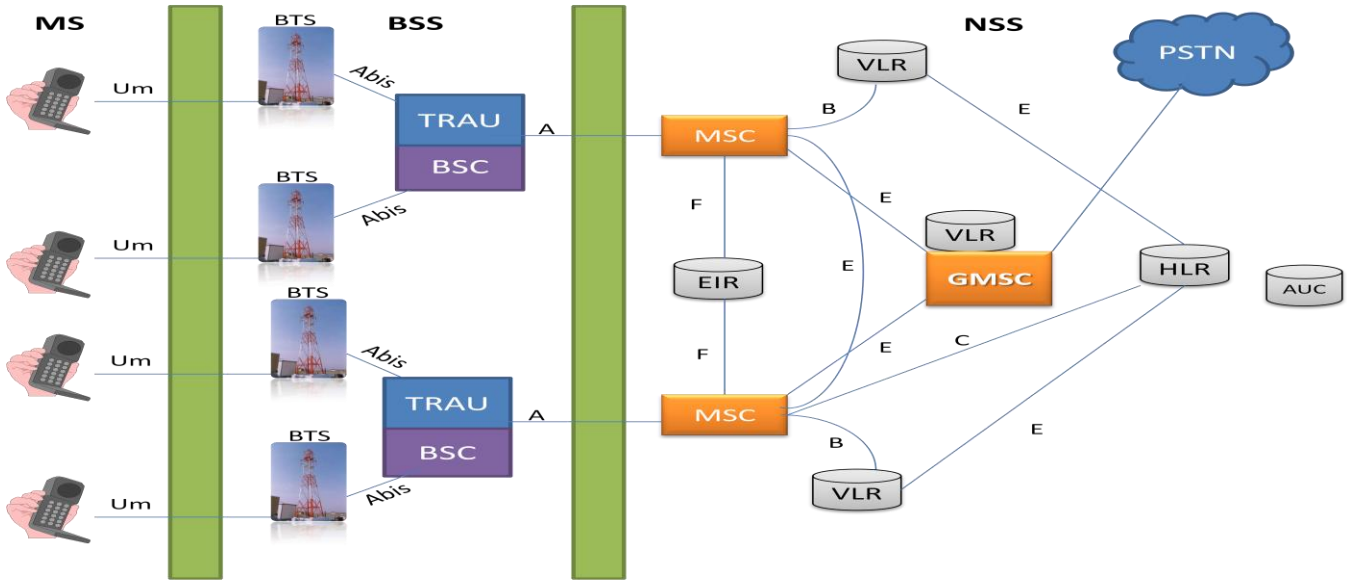 MS
BSS
NSS
BTS
Um
Abis
TRAU
BSC
A
BTS
Um
Abis
BTS
Um
Abis
TRAU
BSC
A
BTS
Um
Abis
VLR
PSTN
B
E
MSC
E
F
VLR
E
EIR
GMSC
HLR
AUC
F
E
C
MSC
B
E
VLR